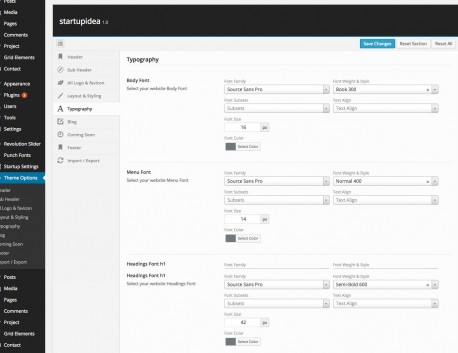 Posts
Media
Pages
Comments
Project
Grid Elements
Contact
Appearance
Plugins
Users
Tools
Settings
Revolution Slider
Punch Fonts
Startup Settings
Theme Options
Header
Sub Header
All Logo & favicon
Layout & Styling
Typography
Blog
Coming Soon
Footer
Import / Export
Posts
Media
Pages
Comments
Project
Grid Elements
Contact
startupidea 1.0
Save Changes
Reset Section
Reset All
Header
Sub Header
All Logo & favicon
Layout & Styling
Typography
Blog
Coming Soon
Footer
Import / Export
Typography
Body Font
Select your website Body Font
Font Family
Font Weight & Style
Source Sans Pro
Book 300
Font Subsets
Text Align
Subsets
Text Align
Font Size
16 px
Font Color
Select Color
Menu Font
Select your website Menu Font
Font Family
Font Weight & Style
Source Sans Pro
Normal 400
Font Subsets
Text Align
Subsets
Text Align
Font Size
14 px
Font Color
Select Color
Headings Font h1
Font Family
Font Weight & Style
Headings Font h1
Select your website Headings Font
Font Family
Font Weight & Style
Source Sans Pro
Semi-Bold 600
Font Subsets
Text Align
Subsets
Text Align
Font Size
42 px
Font Color
Select Color